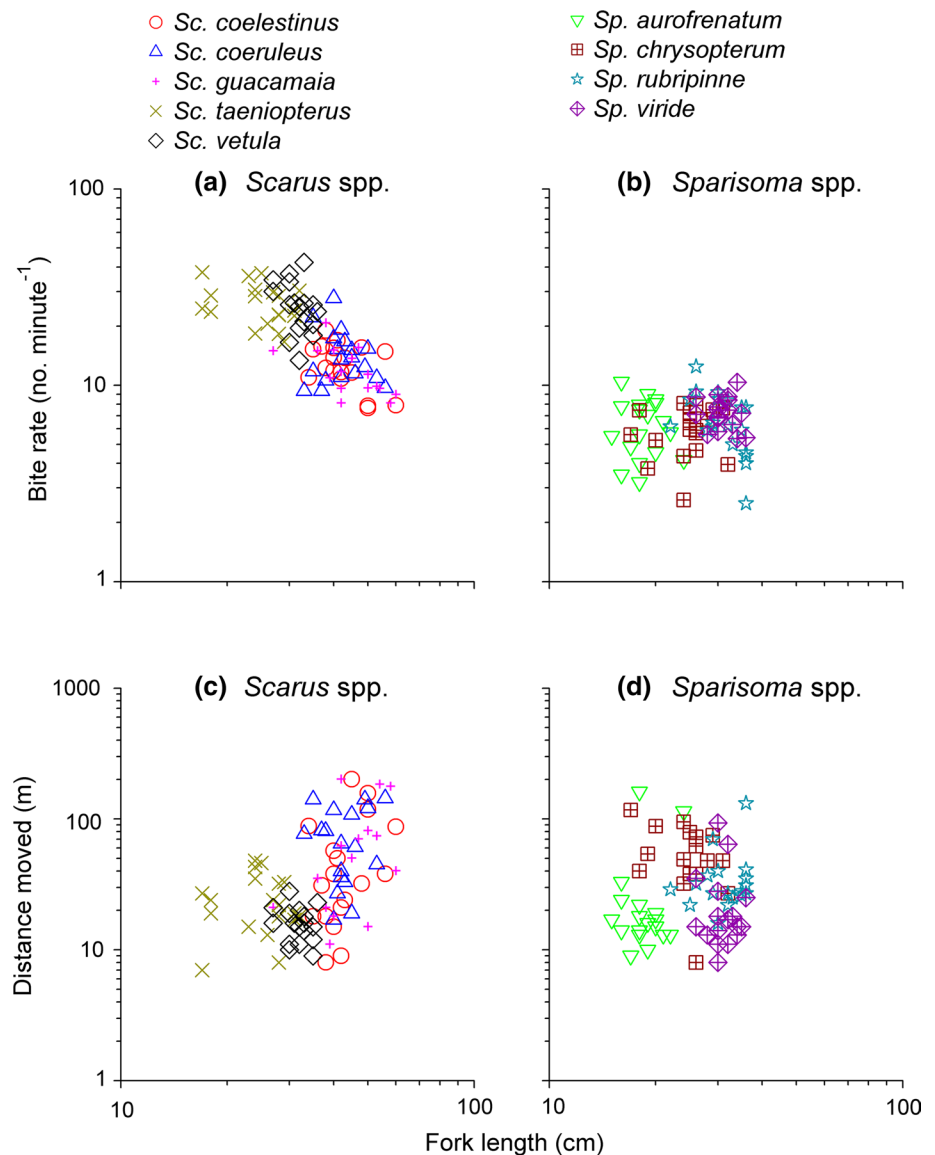 Sc. coelestinus
Sc. coeruleus
Sc. guacamaia
Sc. taeniopterus
Sc. vetula
Sp. aurofrenatum
Sp. chrysopterum
Sp. rubripinne
Sp. viride
(a) Scarus spp.
(b) Sparisoma spp.
100
10
1
Bite rate (no. minute-1)
(c) Scarus spp.
(d) Sparisoma spp.
1000
100
10
1
Distance moved (m)
10
100
10
100
Fork length (cm)